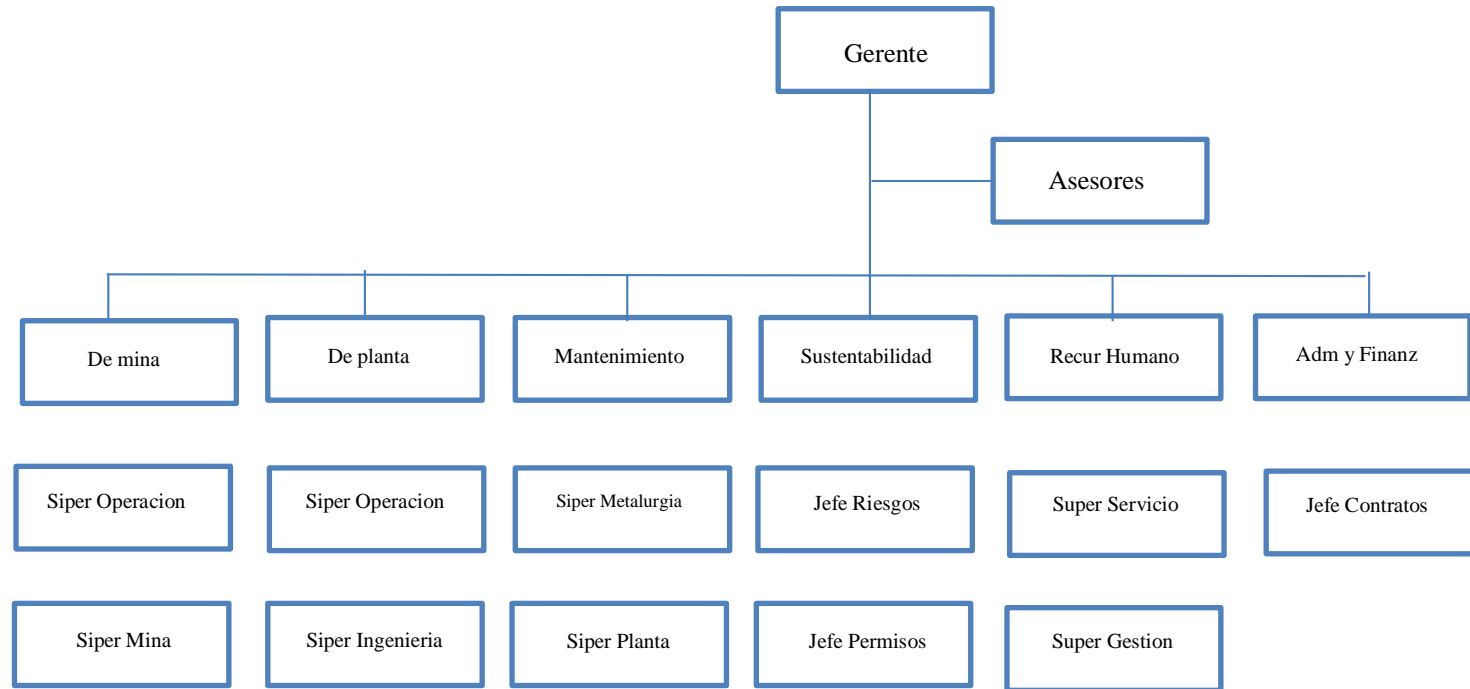 Gerente
Asesores
De mina
De planta
Mantenimiento
Sustentabilidad
Recur Humano
Adm y Finanz
Siper Operacion
Siper Operacion
Siper Metalurgia
Jefe Riesgos
Super Servicio
Jefe Contratos
Siper Mina
Siper Ingenieria
Siper Planta
Jefe Permisos
Super Gestion